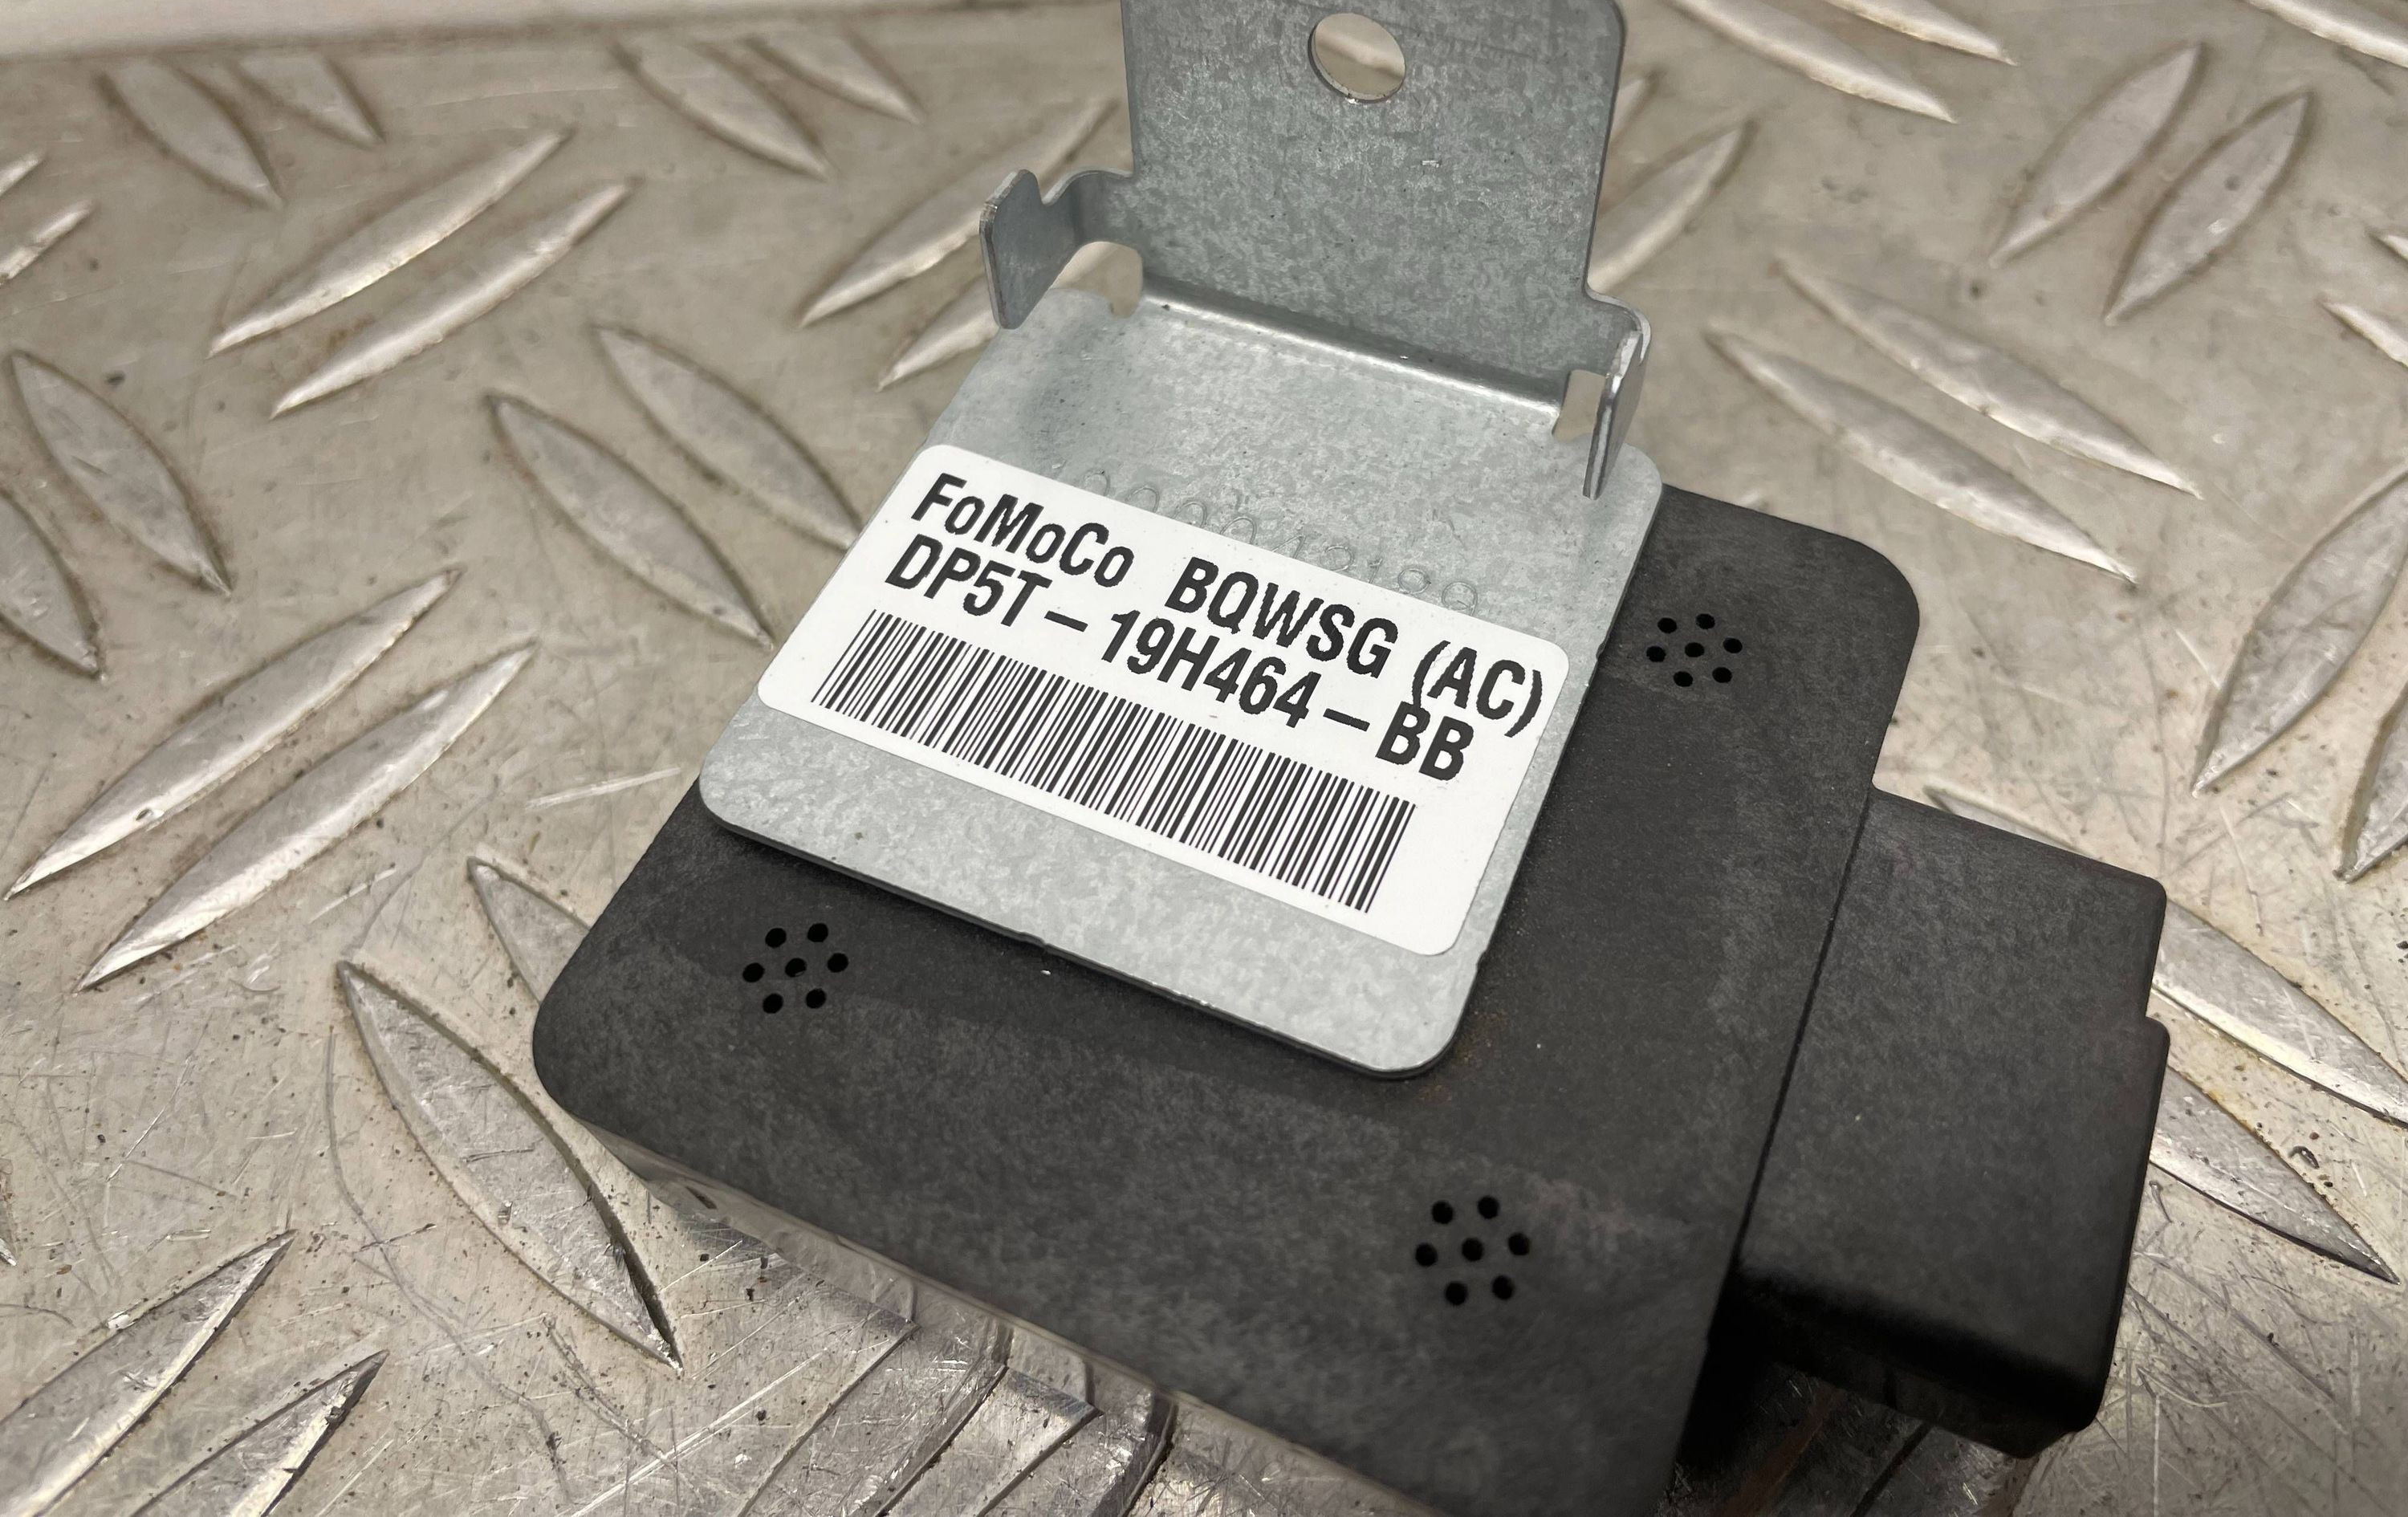 FoMoCo BQWSG (AC)
DP5T-19H464-BB